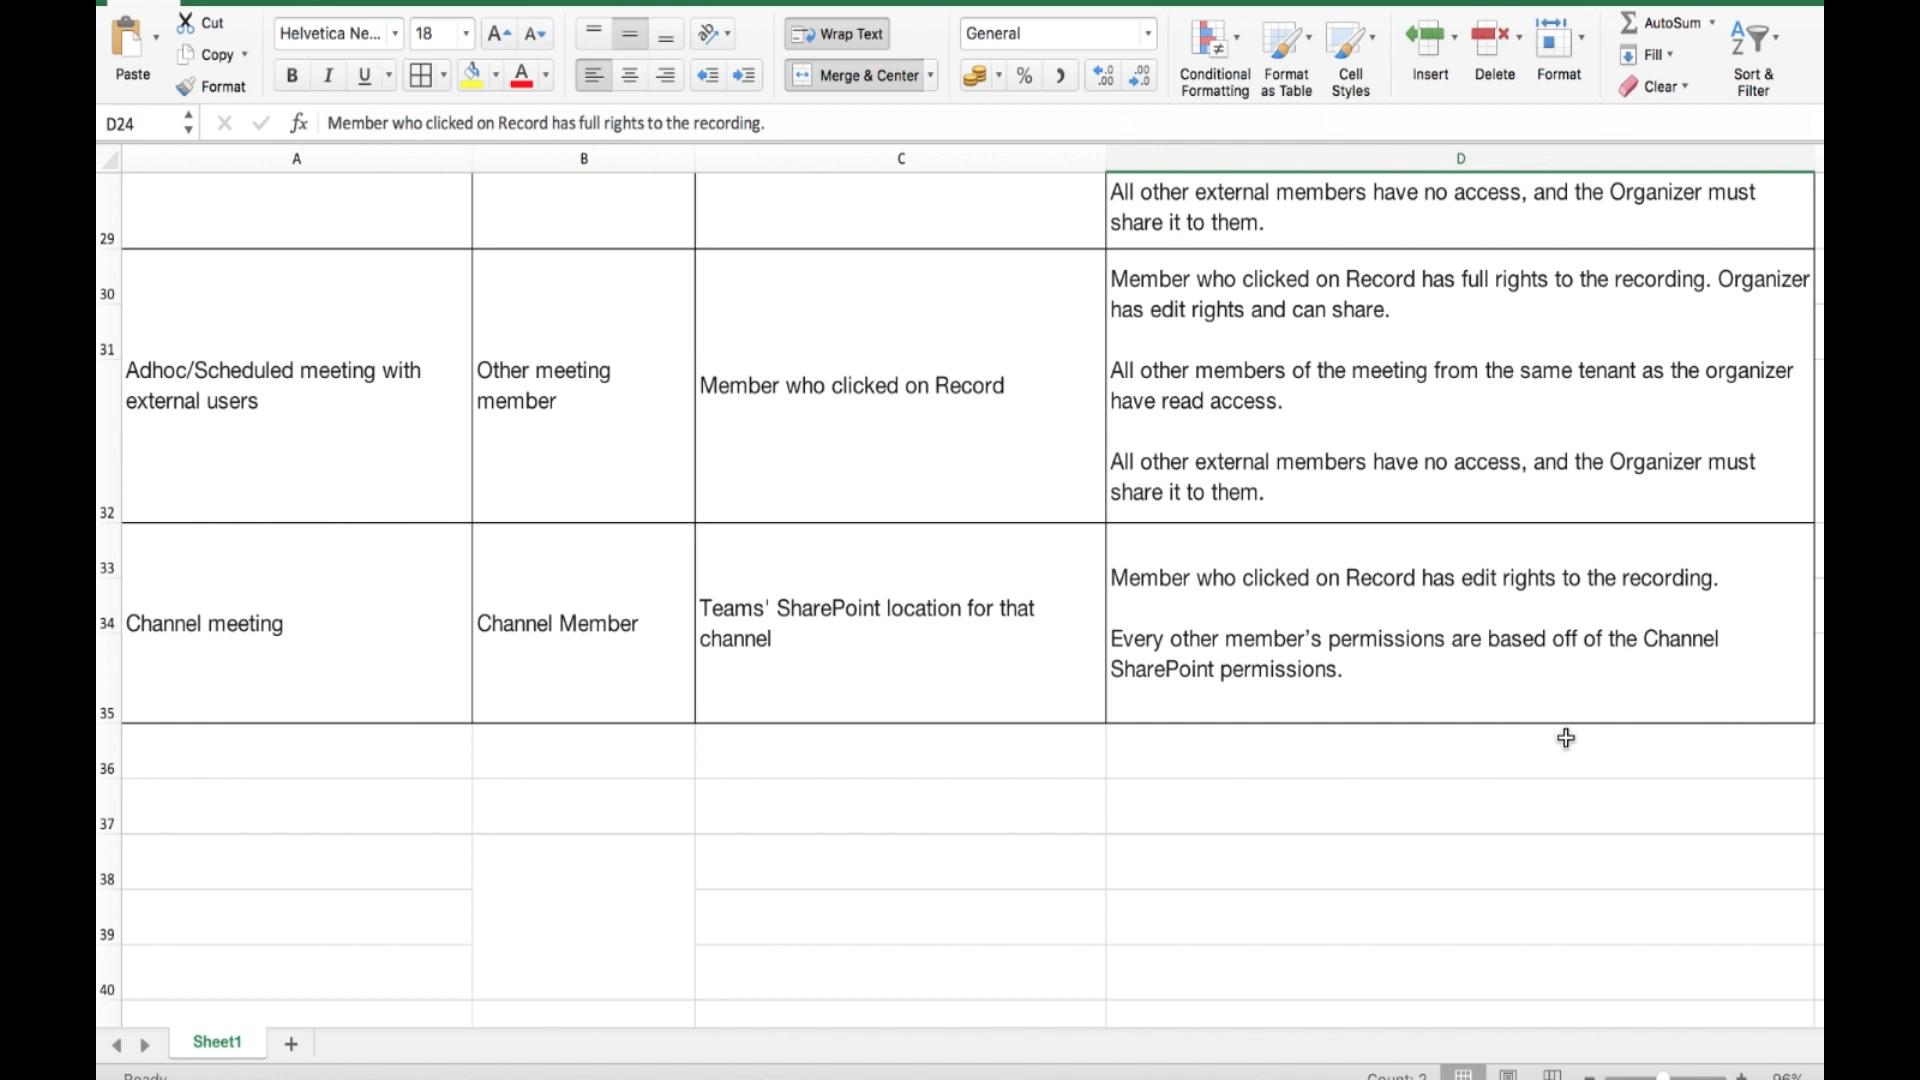 Cut
Helvetica Ne... 18 A A
Wrap Text
General
AutoSum
Copy
Fill
Paste
Format
B I U A
Merge & Center
% .0 .00 .00 .0
Conditional Formatting
Format as Table
Cell Styles
Insert Delete Format
Clear
Sort & Filter
D24 fx Member who clicked on Record has full rights to the recording.
A B C D
All other external members have no access, and the Organizer must
share it to them.
29
30
31
32
Adhoc/Scheduled meeting with
external users
Other meeting
member
Member who clicked on Record
Member who clicked on Record has full rights to the recording. Organizer
has edit rights and can share.
All other members of the meeting from the same tenant as the organizer
have read access.
All other external members have no access, and the Organizer must
share it to them.
33
34
35
Channel meeting
Channel Member
Teams' SharePoint location for that
channel
Member who clicked on Record has edit rights to the recording.
Every other member’s permissions are based off of the Channel
SharePoint permissions.
36
37
38
39
40
Sheet1 +
Ready
Count: 2
96%